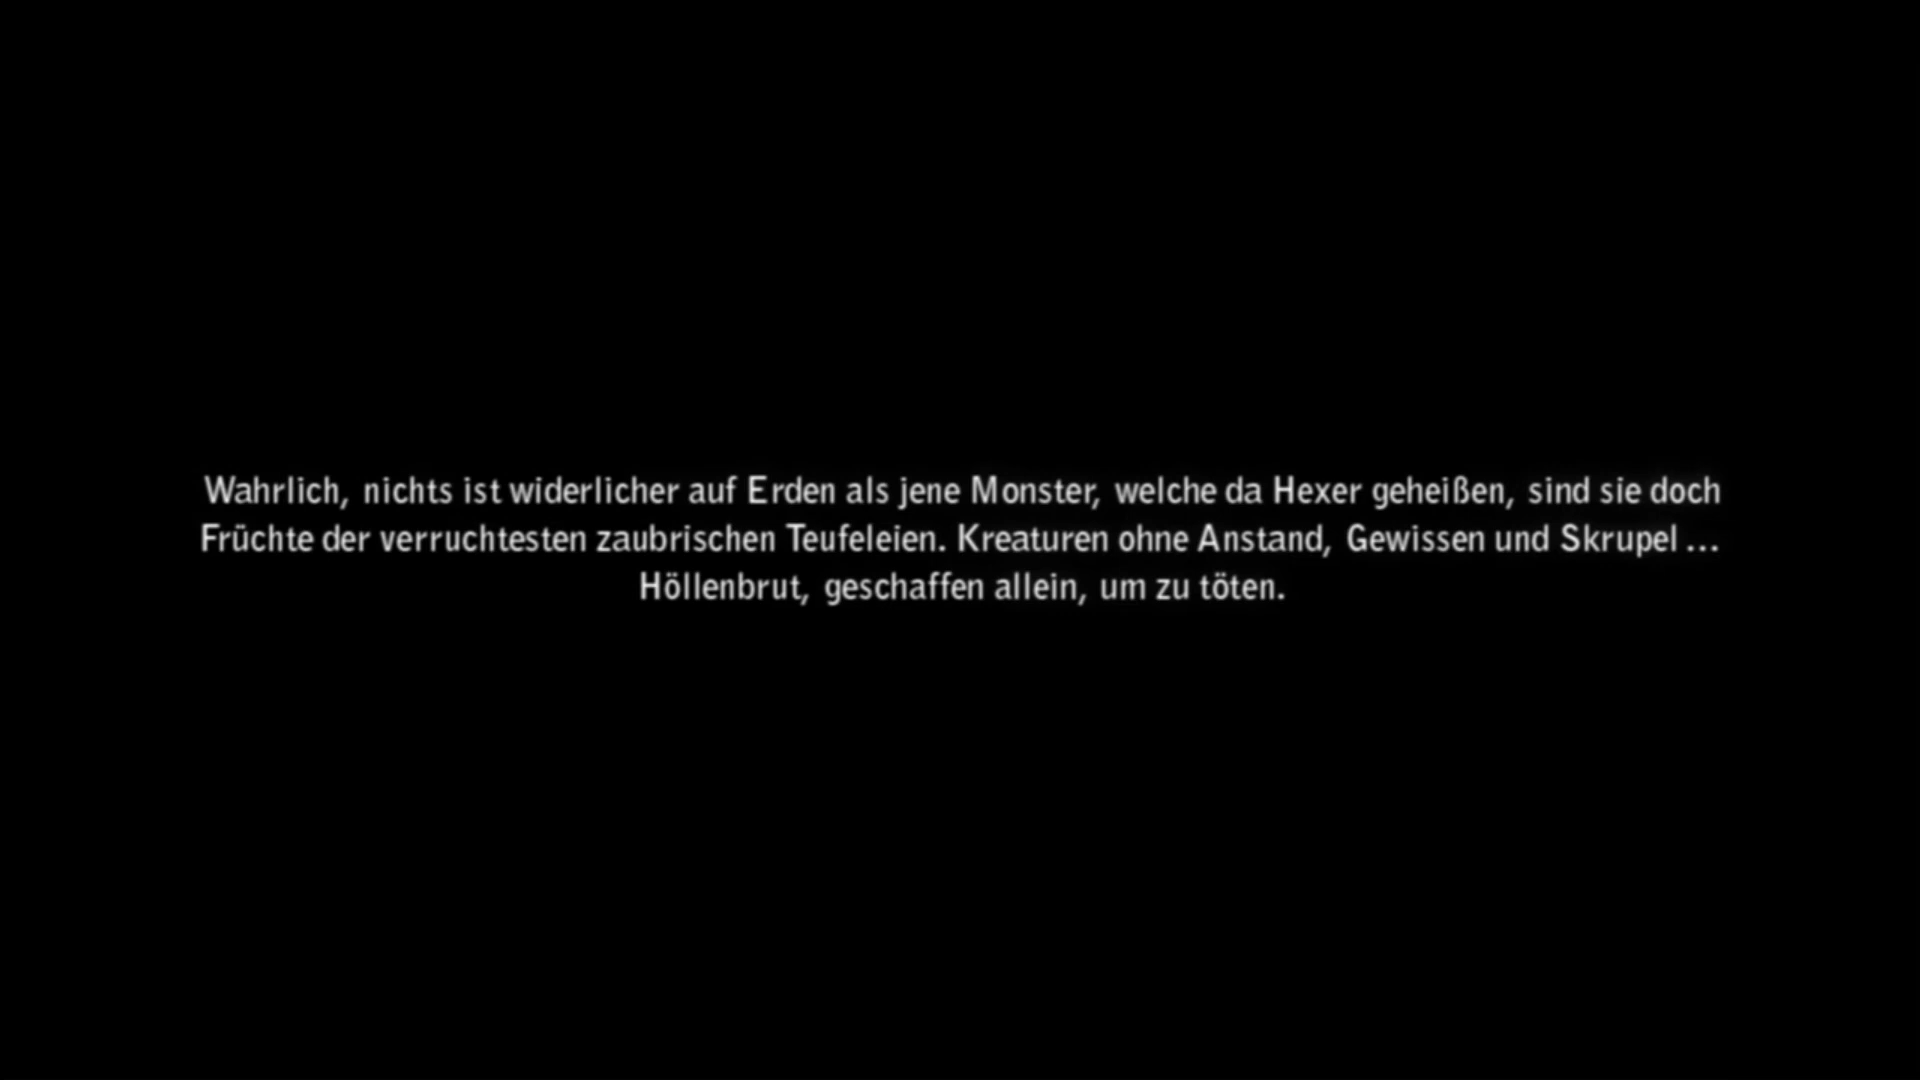 Wahrlich, nichts ist widerlicher auf Erden als jene Monster, welche da Hexer geheißen, sind sie doch
Früchte der verruchtesten zaubrischen Teufeleien. Kreaturen ohne Anstand, Gewissen und Skrupel ...
Höllenbrut, geschaffen allein, um zu töten.